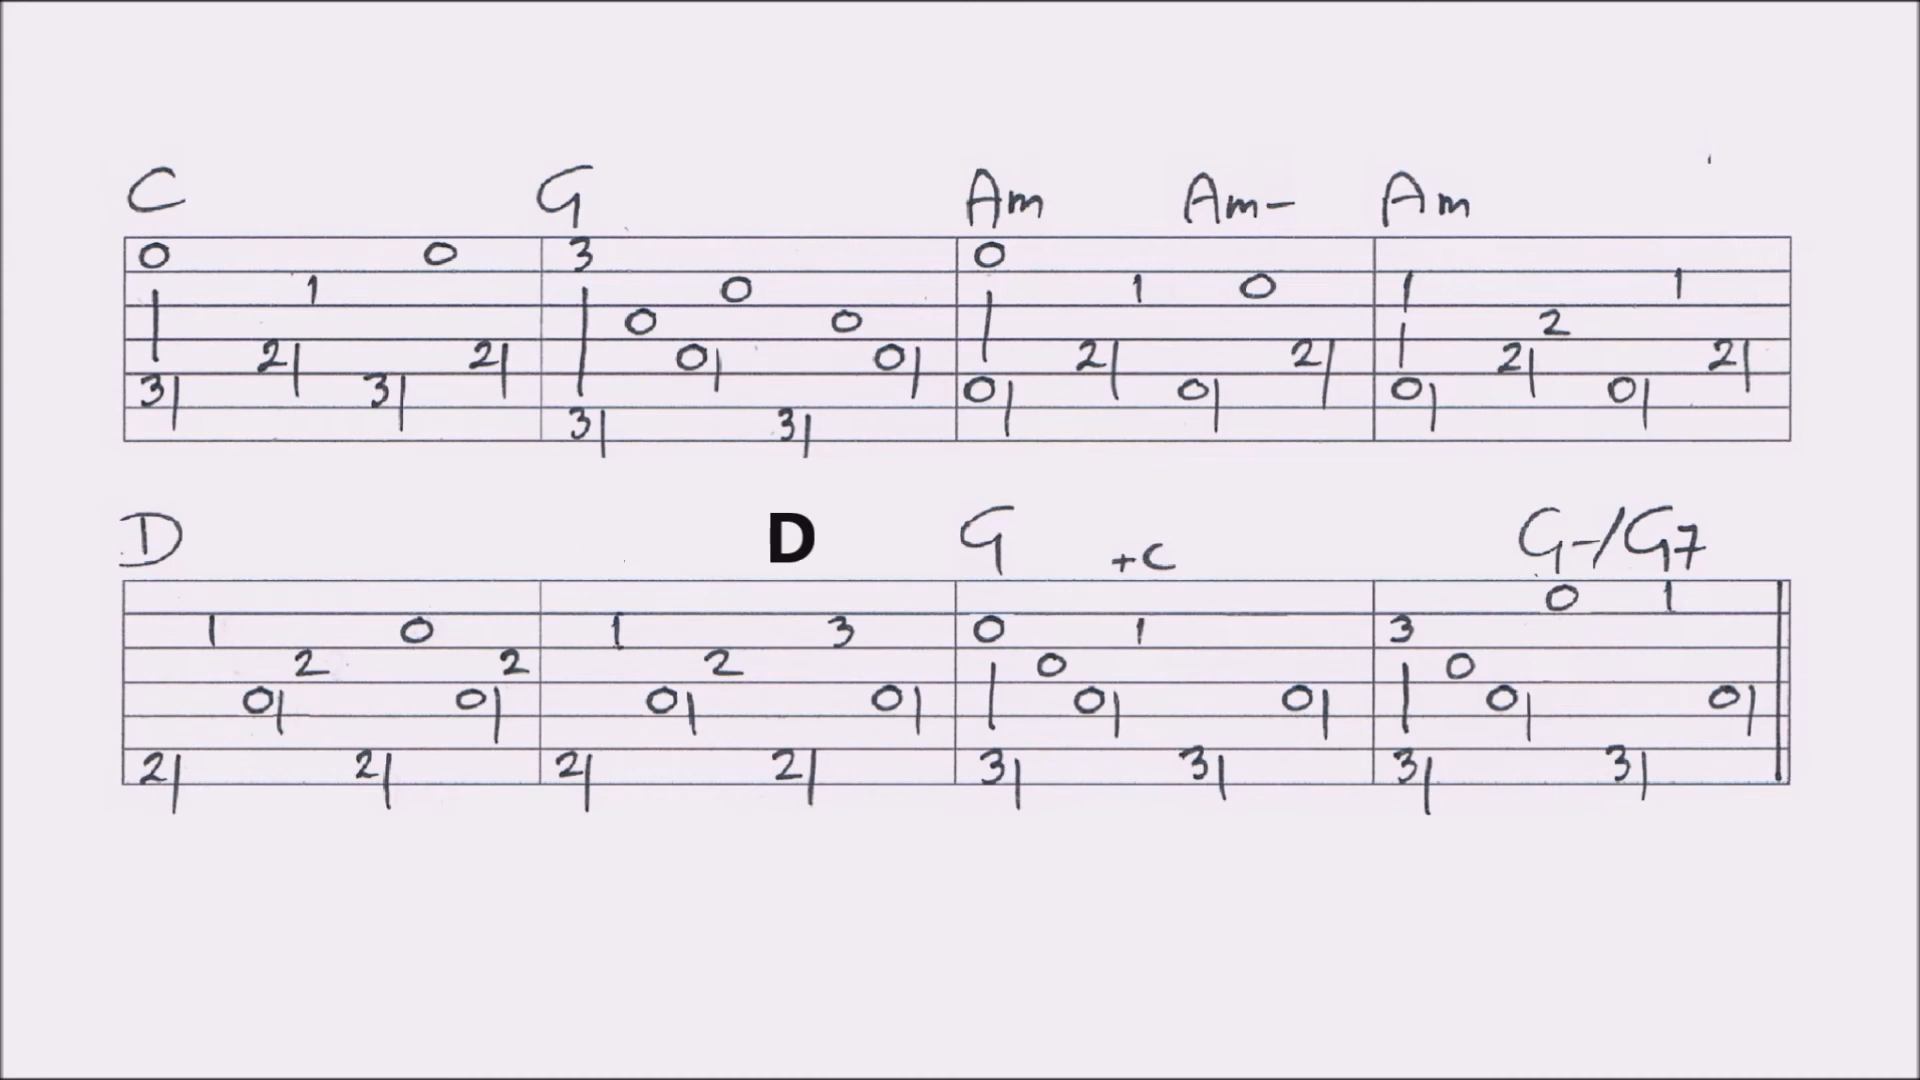 C G Am Am- Am
0 0 3 0
1 0 1 0 1 1
0 0 2
2 2 0 0 2 2 2 2
3 3 0 0 0 0
3 3
D D G +C G-/G7
0 1
1 0 1 3 0 1 3
2 2 2 0 0
0 0 0 0 0 0 0 0
2 2 2 2 3 3 3 3